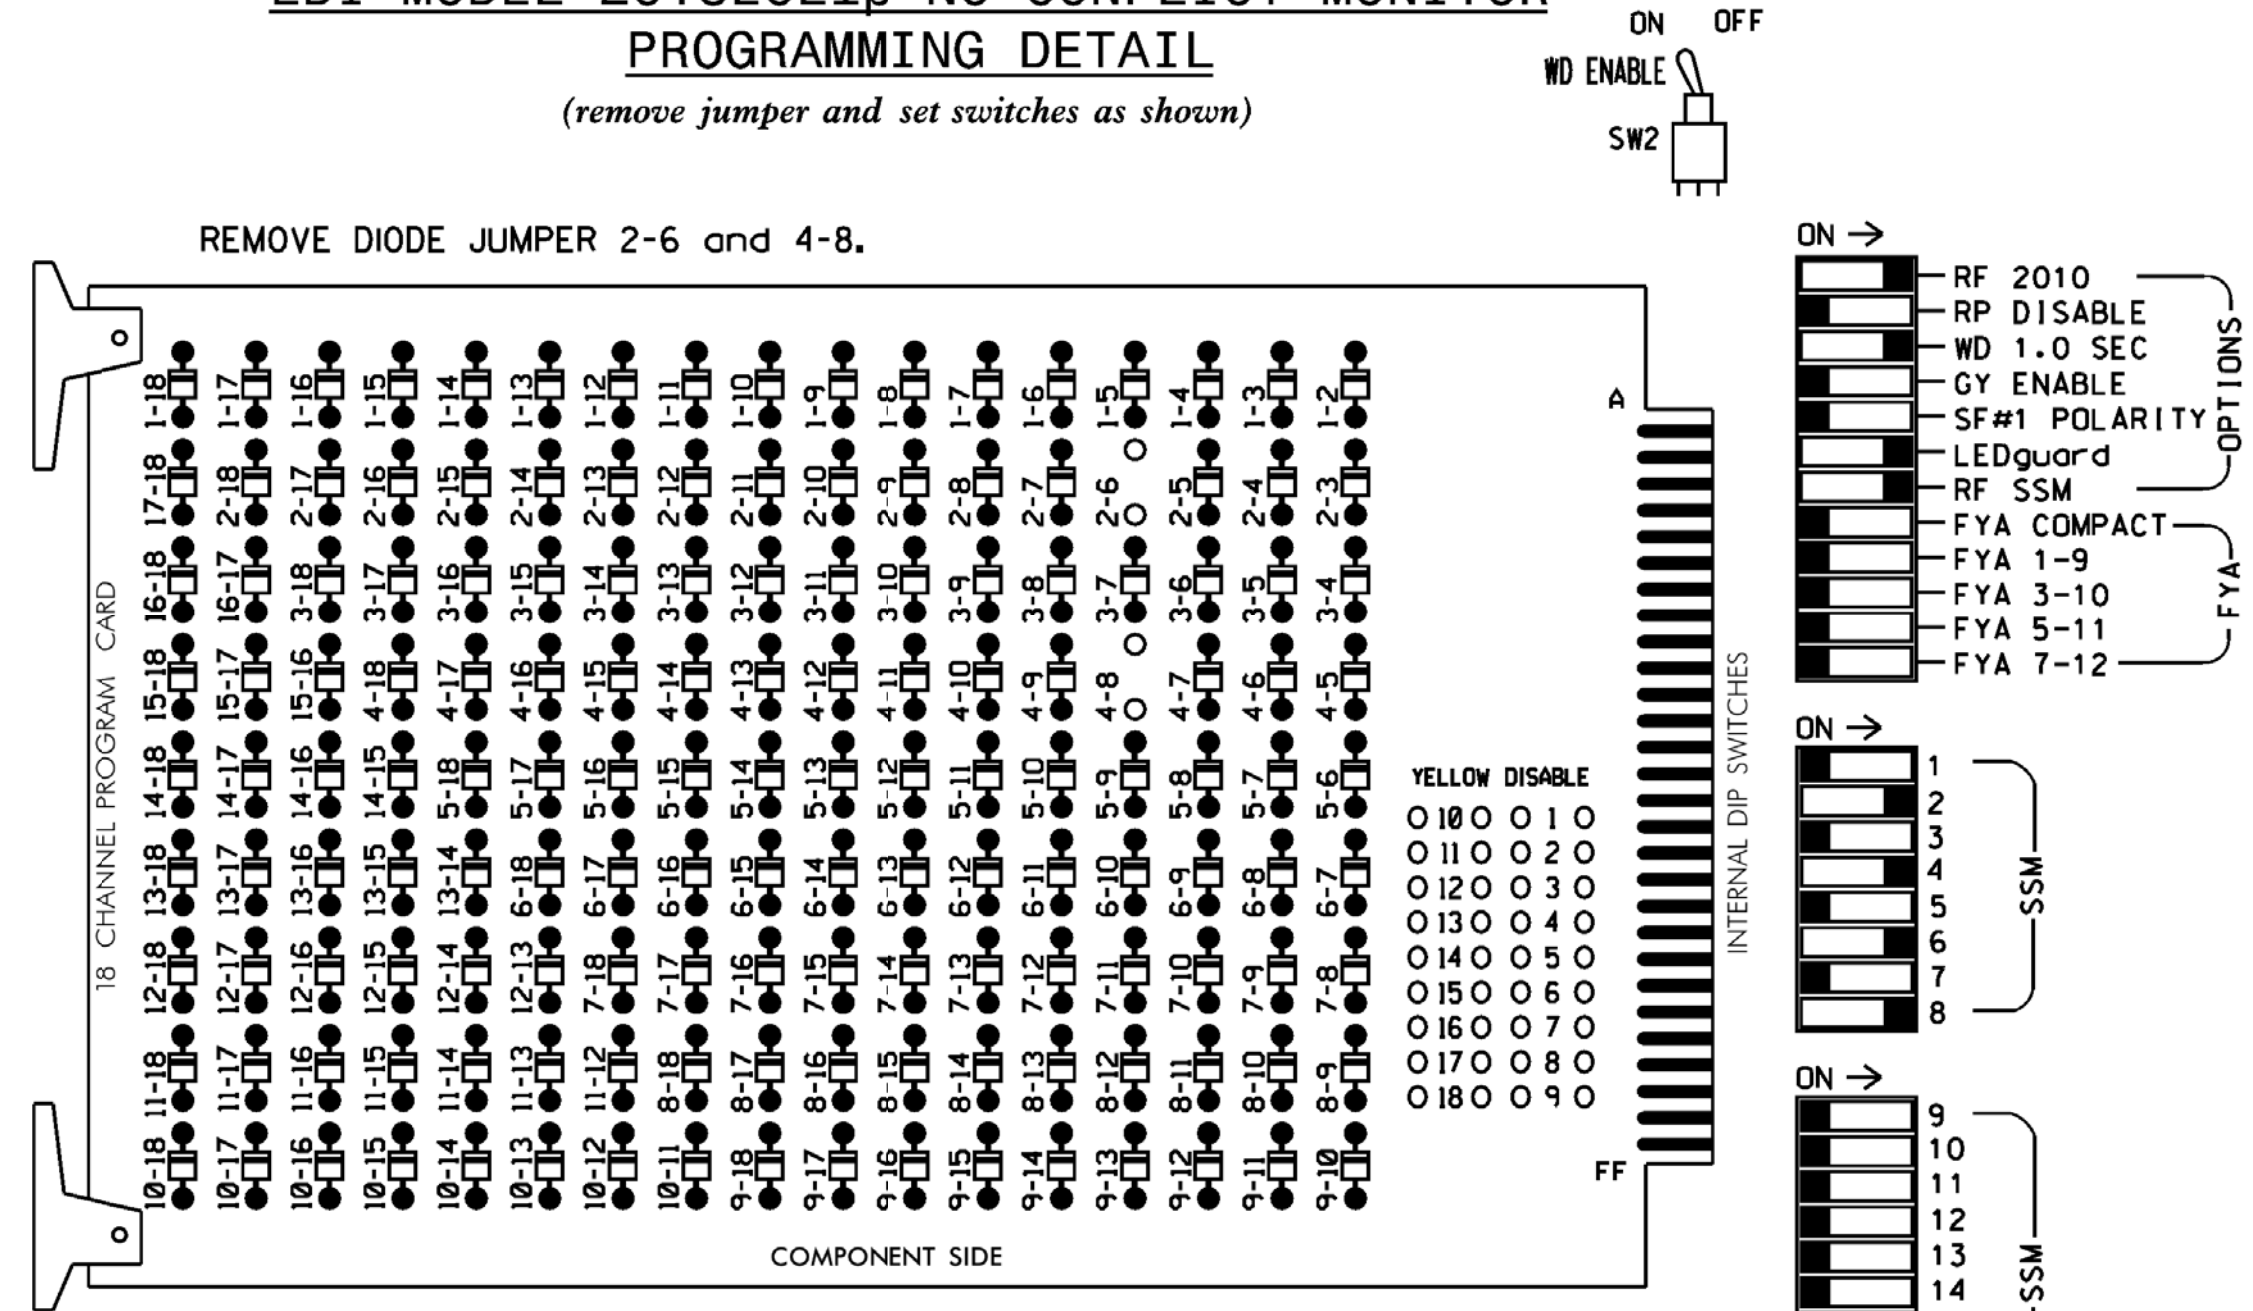 PROGRAMMING DETAIL
(remove jumper and set switches as shown)
ON OFF
WD ENABLE
SW2
REMOVE DIODE JUMPER 2-6 and 4-8.
1-18 1-17 1-16 1-15 1-14 1-13 1-12 1-11 1-10 1-9 1-8 1-7 1-6 1-5 1-4 1-3 1-2
17-18 2-18 2-17 2-16 2-15 2-14 2-13 2-12 2-11 2-10 2-9 2-8 2-7 2-6 2-5 2-4 2-3
16-18 16-17 3-18 3-17 3-16 3-15 3-14 3-13 3-12 3-11 3-10 3-9 3-8 3-7 3-6 3-5 3-4
15-18 15-17 15-16 4-18 4-17 4-16 4-15 4-14 4-13 4-12 4-11 4-10 4-9 4-8 4-7 4-6 4-5
14-18 14-17 14-16 14-15 5-18 5-17 5-16 5-15 5-14 5-13 5-12 5-11 5-10 5-9 5-8 5-7 5-6
13-18 13-17 13-16 13-15 13-14 6-18 6-17 6-16 6-15 6-14 6-13 6-12 6-11 6-10 6-9 6-8 6-7
12-18 12-17 12-16 12-15 12-14 12-13 7-18 7-17 7-16 7-15 7-14 7-13 7-12 7-11 7-10 7-9 7-8
11-18 11-17 11-16 11-15 11-14 11-13 11-12 8-18 8-17 8-16 8-15 8-14 8-13 8-12 8-11 8-10 8-9
10-18 10-17 10-16 10-15 10-14 10-13 10-12 10-11 9-18 9-17 9-16 9-15 9-14 9-13 9-12 9-11 9-10
18 CHANNEL PROGRAM CARD
COMPONENT SIDE
A
FF
YELLOW DISABLE
10 1
11 2
12 3
13 4
14 5
15 6
16 7
17 8
18 9
INTERNAL DIP SWITCHES
ON →
RF 2010
RP DISABLE
WD 1.0 SEC
GY ENABLE
SF#1 POLARITY
LEDguard
RF SSM
OPTIONS
FYA COMPACT
FYA 1-9
FYA 3-10
FYA 5-11
FYA 7-12
FYA
ON →
1
2
3
4
5
6
7
8
SSM
ON →
9
10
11
12
13
14
SSM